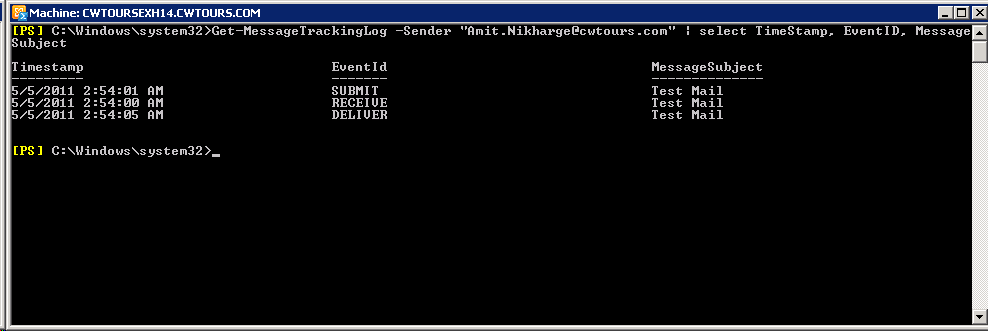 Machine: CWTOURSEXH14.CWTOURS.COM
[PS] C:\Windows\system32>Get-MessageTrackingLog -Sender "Amit.Nikharge@cwtours.com" | select TimeStamp, EventID, Message
Subject
Timestamp EventId MessageSubject
--------- ------- --------------
5/5/2011 2:54:01 AM SUBMIT Test Mail
5/5/2011 2:54:00 AM RECEIVE Test Mail
5/5/2011 2:54:05 AM DELIVER Test Mail
[PS] C:\Windows\system32>_